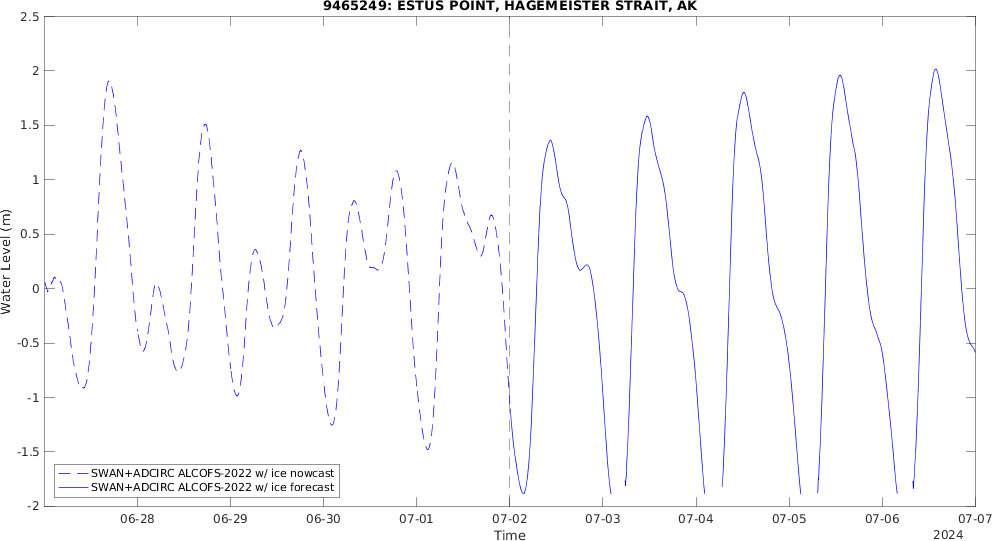 9465249: ESTUS POINT, HAGEMEISTER STRAIT, AK
2.5
2
1.5
1
0.5
0
-0.5
-1
-1.5
-2
Water Level (m)
SWAN+ADCIRC ALCOFS-2022 w/ ice nowcast
SWAN+ADCIRC ALCOFS-2022 w/ ice forecast
06-28 06-29 06-30 07-01 07-02 07-03 07-04 07-05 07-06 07-07
Time
2024